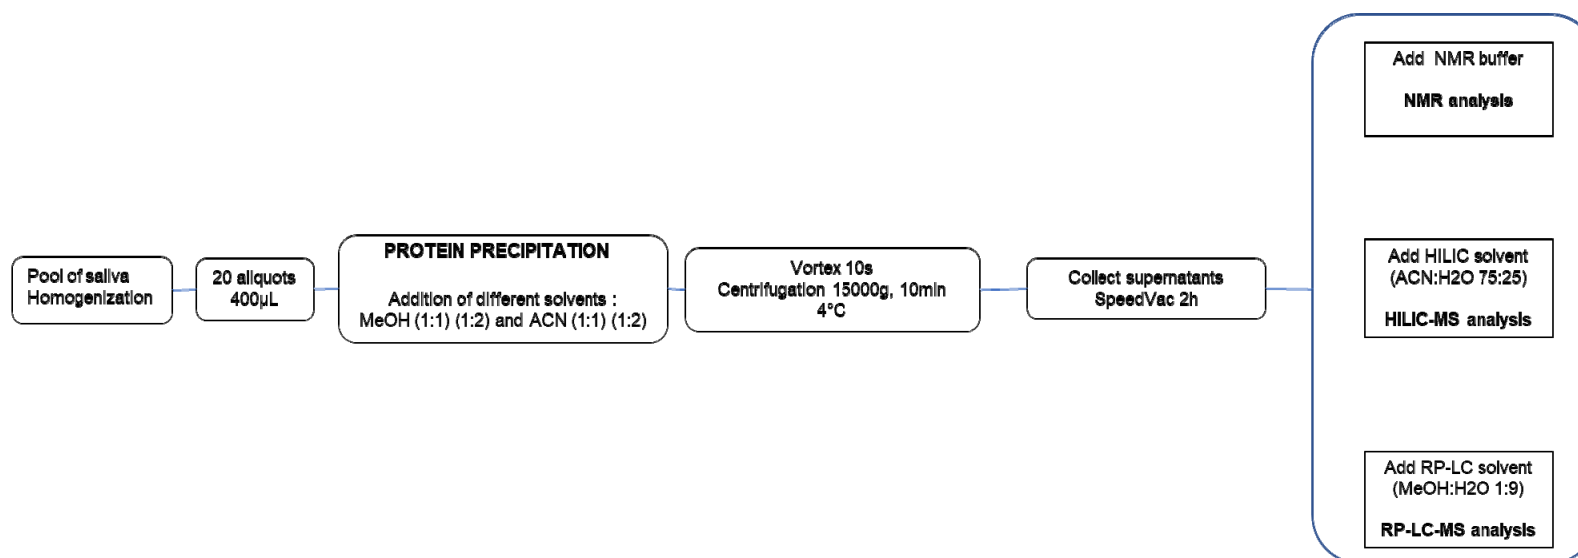 Pool of saliva
Homogenization
20 aliquots
400µL
PROTEIN PRECIPITATION
Addition of different solvents :
MeOH (1:1) (1:2) and ACN (1:1) (1:2)
Vortex 10s
Centrifugation 15000g, 10min
4°C
Collect supernatants
SpeedVac 2h
Add NMR buffer
NMR analysis
Add HILIC solvent
(ACN:H2O 75:25)
HILIC-MS analysis
Add RP-LC solvent
(MeOH:H2O 1:9)
RP-LC-MS analysis